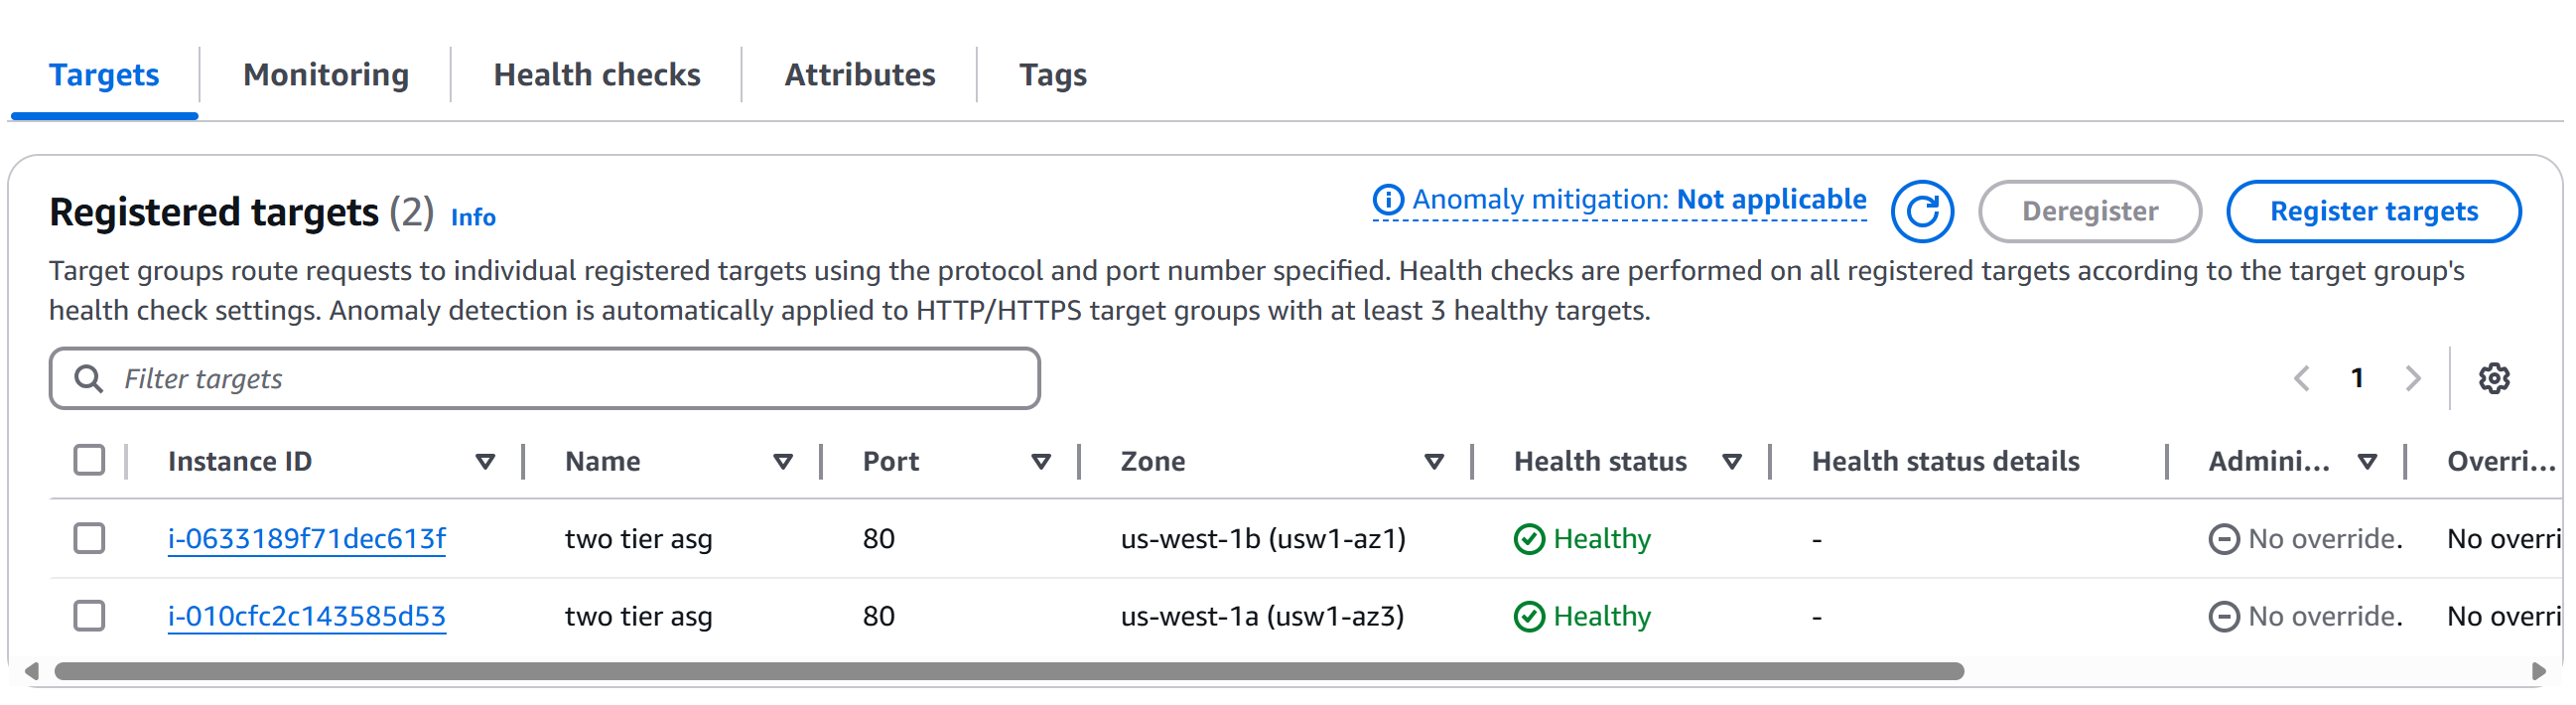 Targets Monitoring Health checks Attributes Tags
Registered targets (2) Info Anomaly mitigation: Not applicable Deregister Register targets
Target groups route requests to individual registered targets using the protocol and port number specified. Health checks are performed on all registered targets according to the target group's
health check settings. Anomaly detection is automatically applied to HTTP/HTTPS target groups with at least 3 healthy targets.
Filter targets 1
Instance ID Name Port Zone Health status Health status details Admini... Overri...
i-0633189f71dec613f two tier asg 80 us-west-1b (usw1-az1) Healthy - No override. No overri
i-010cfc2c143585d53 two tier asg 80 us-west-1a (usw1-az3) Healthy - No override. No overri